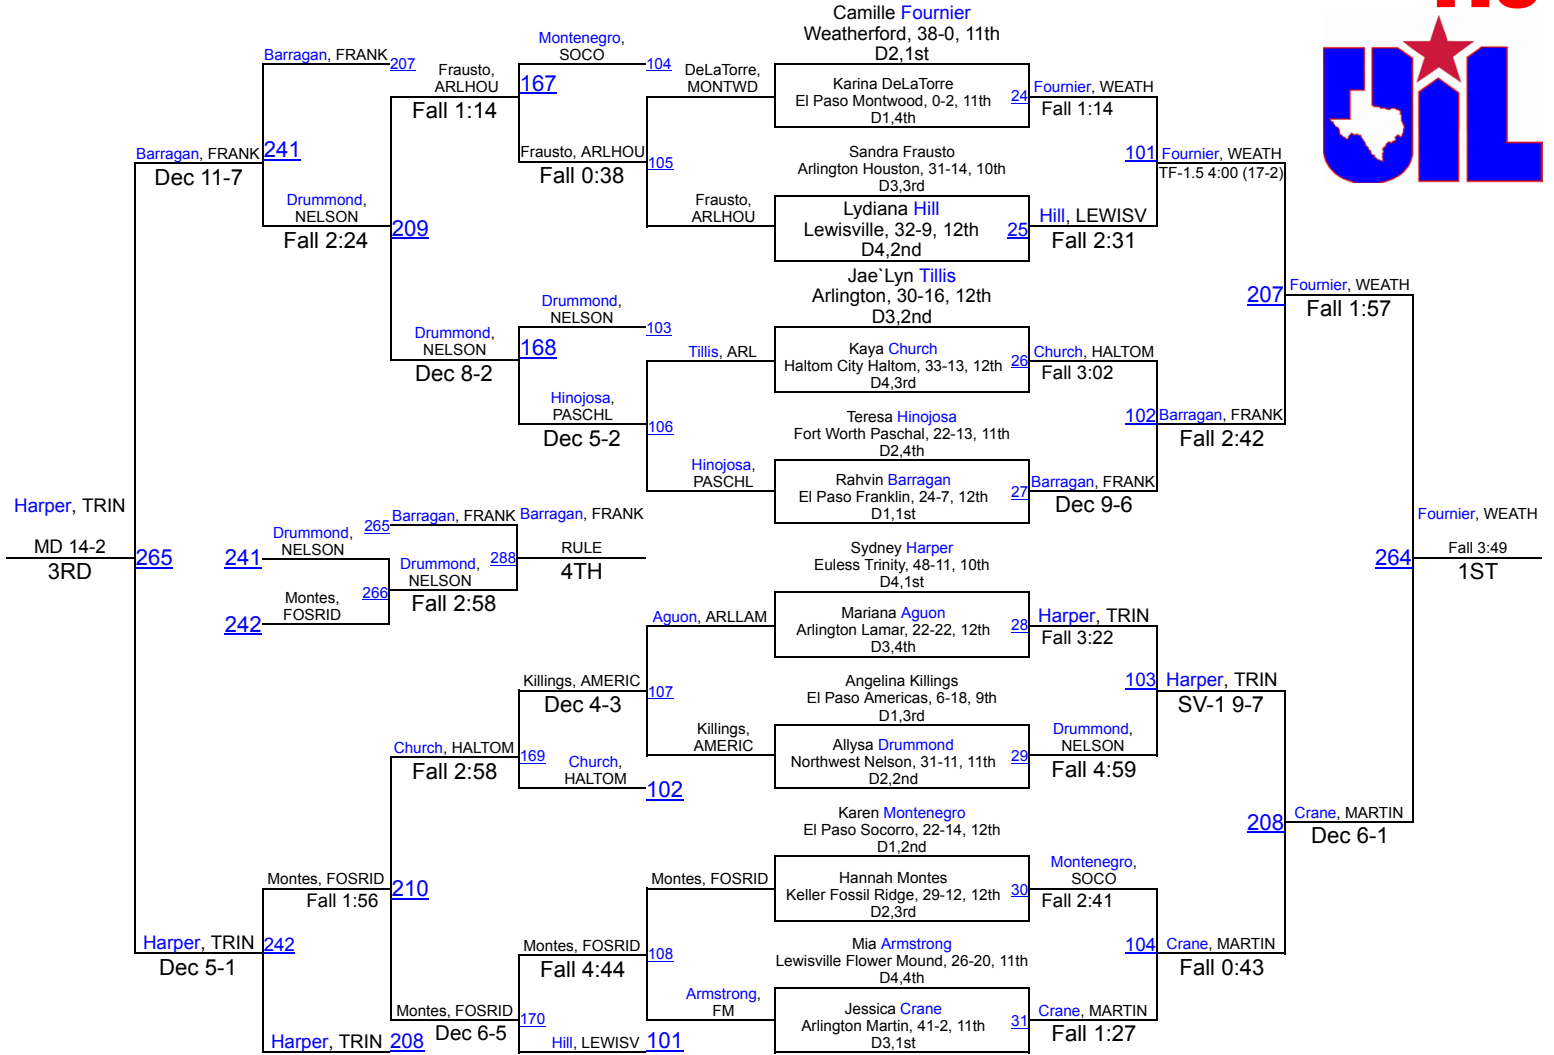 Camille Fournier
Weatherford, 38-0, 11th
D2,1st
Karina DeLaTorre
El Paso Montwood, 0-2, 11th
D1,4th
Sandra Frausto
Arlington Houston, 31-14, 10th
D3,3rd
Lydiana Hill
Lewisville, 32-9, 12th
D4,2nd
Jae`Lyn Tillis
Arlington, 30-16, 12th
D3,2nd
Kaya Church
Haltom City Haltom, 33-13, 12th
D4,3rd
Teresa Hinojosa
Fort Worth Paschal, 22-13, 11th
D2,4th
Rahvin Barragan
El Paso Franklin, 24-7, 12th
D1,1st
Sydney Harper
Euless Trinity, 48-11, 10th
D4,1st
Mariana Aguon
Arlington Lamar, 22-22, 12th
D3,4th
Angelina Killings
El Paso Americas, 6-18, 9th
D1,3rd
Allysa Drummond
Northwest Nelson, 31-11, 11th
D2,2nd
Karen Montenegro
El Paso Socorro, 22-14, 12th
D1,2nd
Hannah Montes
Keller Fossil Ridge, 29-12, 12th
D2,3rd
Mia Armstrong
Lewisville Flower Mound, 26-20, 11th
D4,4th
Jessica Crane
Arlington Martin, 41-2, 11th
D3,1st
24
Fournier, WEATH
Fall 1:14
25
Hill, LEWISV
Fall 2:31
26
Church, HALTOM
Fall 3:02
27
Barragan, FRANK
Dec 9-6
28
Harper, TRIN
Fall 3:22
29
Drummond,
NELSON
Fall 4:59
30
Montenegro,
SOCO
Fall 2:41
31
Crane, MARTIN
Fall 1:27
101
Fournier, WEATH
TF-1.5 4:00 (17-2)
102
Barragan, FRANK
Fall 2:42
103
Harper, TRIN
SV-1 9-7
104
Crane, MARTIN
Fall 0:43
207
Fournier, WEATH
Fall 1:57
208
Crane, MARTIN
Dec 6-1
264
Fournier, WEATH
Fall 3:49
1ST
UIL
DeLaTorre,
MONTWD
Frausto,
ARLHOU
Tillis, ARL
Hinojosa,
PASCHL
Aguon, ARLLAM
Killings,
AMERIC
Montes, FOSRID
Armstrong,
FM
Montenegro,
SOCO
104
105
Frausto, ARLHOU
Fall 0:38
Drummond,
NELSON
103
106
Hinojosa,
PASCHL
Dec 5-2
107
Killings, AMERIC
Dec 4-3
Church,
HALTOM
102
108
Montes, FOSRID
Fall 4:44
Hill, LEWISV
101
167
Frausto,
ARLHOU
Fall 1:14
168
Drummond,
NELSON
Dec 8-2
169
Church, HALTOM
Fall 2:58
170
Montes, FOSRID
Dec 6-5
Barragan, FRANK
207
209
Drummond,
NELSON
Fall 2:24
210
Montes, FOSRID
Fall 1:56
Harper, TRIN
208
241
Barragan, FRANK
Dec 11-7
242
Harper, TRIN
Dec 5-1
265
Harper, TRIN
MD 14-2
3RD
241
Drummond,
NELSON
242
Montes,
FOSRID
266
Drummond,
NELSON
Fall 2:58
265
Barragan, FRANK
288
Barragan, FRANK
RULE
4TH